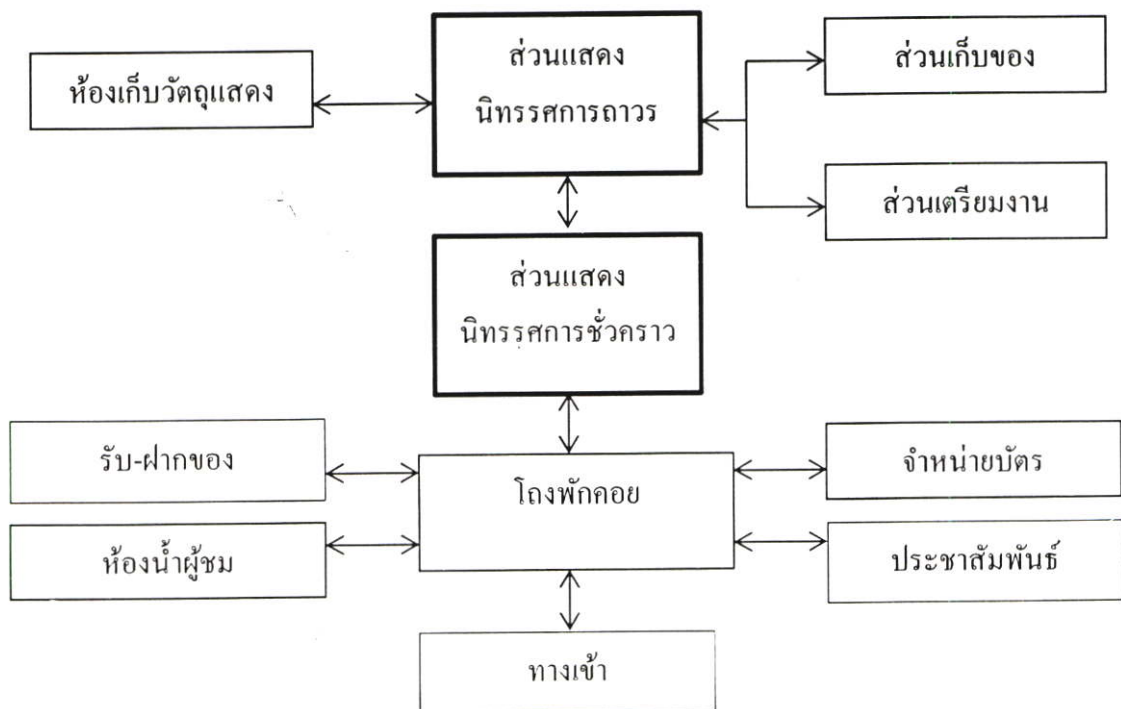 ส่วนแสดง
นิทรรศการถาวร
ห้องเก็บวัตถุแสดง
ส่วนเก็บของ
ส่วนเตรียมงาน
ส่วนแสดง
นิทรรศการชั่วคราว
รับ-ฝากของ
โถงพักคอย
จำหน่ายบัตร
ห้องน้ำผู้ชม
ประชาสัมพันธ์
ทางเข้า